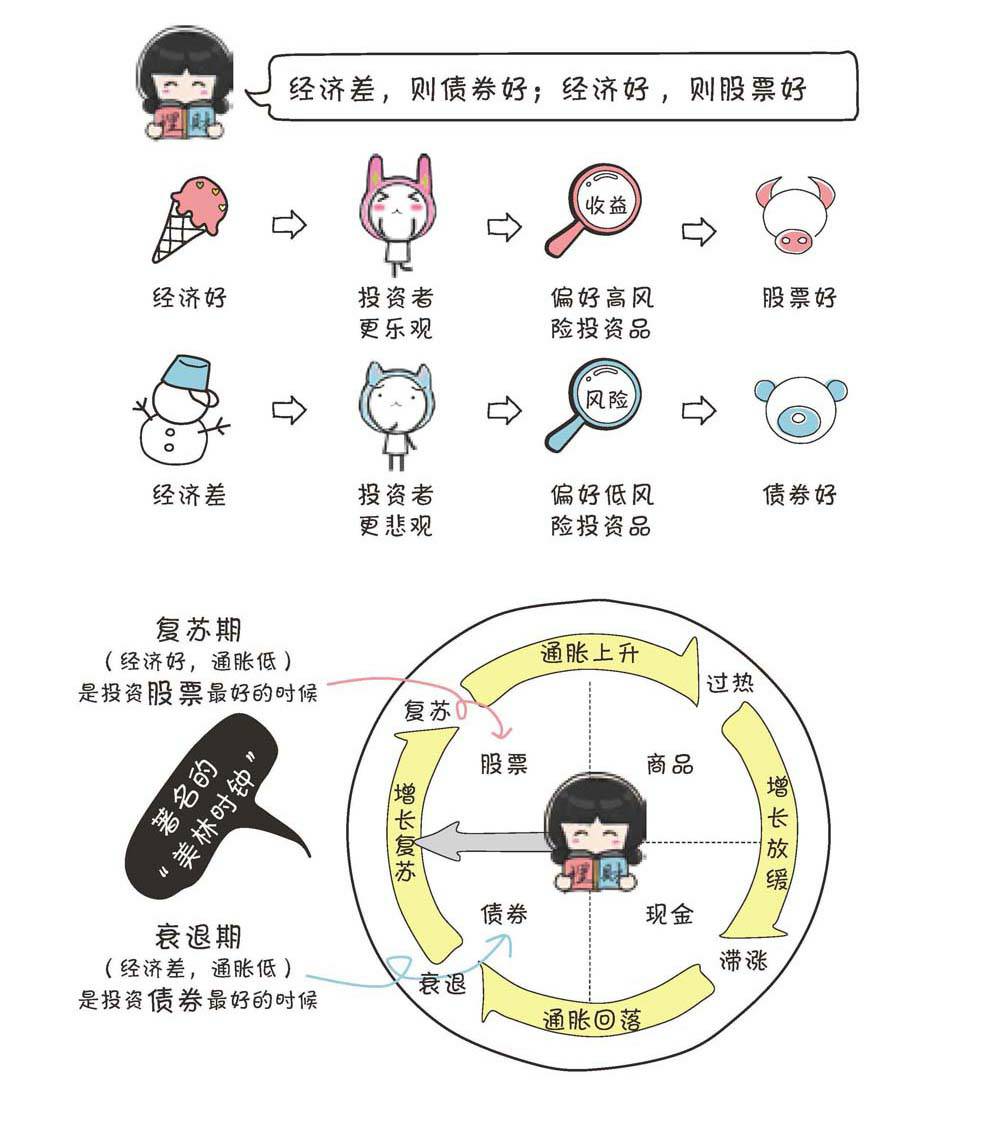 经济差，则债券好；经济好，则股票好
理财
收益
经济好
投资者
更乐观
偏好高风
险投资品
股票好
风险
经济差
投资者
更悲观
偏好低风
险投资品
债券好
复苏期
（经济好，通胀低）
是投资股票最好的时候
著名的
“美林时钟”
衰退期
（经济差，通胀低）
是投资债券最好的时候
通胀上升
过热
复苏
股票
商品
增长复苏
增长放缓
理财
债券
现金
滞涨
衰退
通胀回落